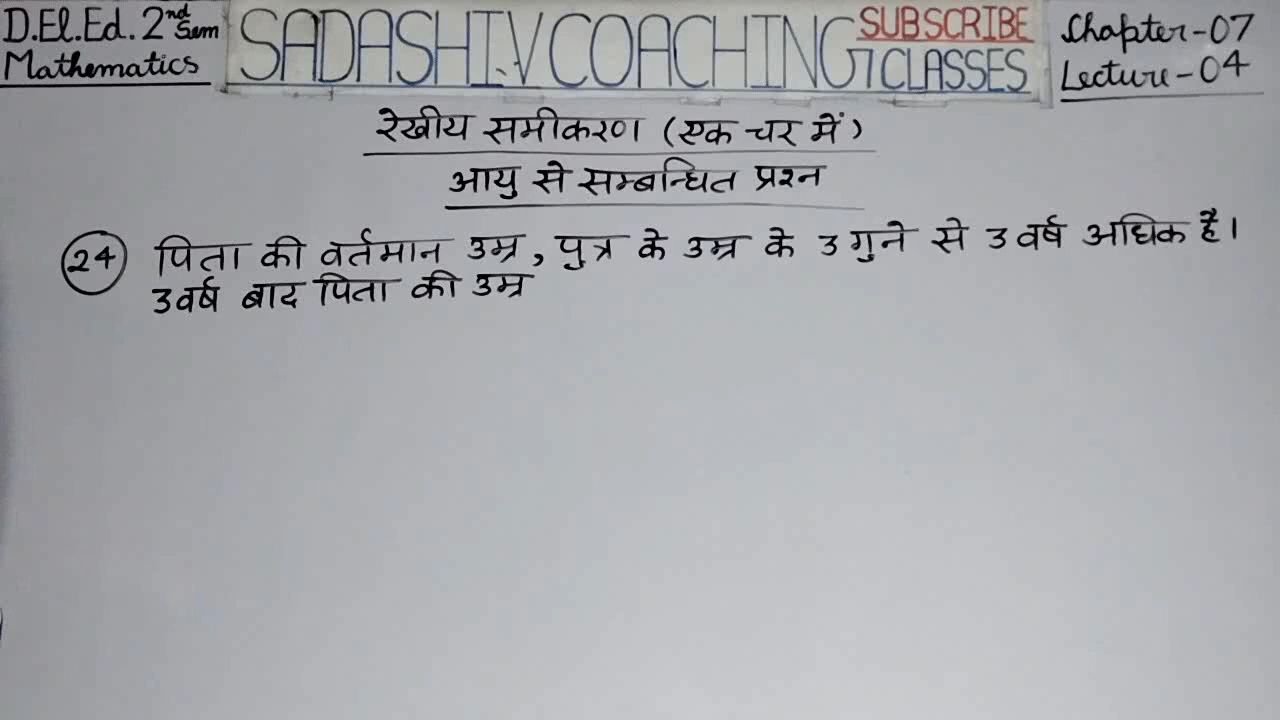 D.El.Ed. 2nd Sem
Mathematics
SADASHIV COACHING CLASSES
SUBSCRIBE
Chapter-07
Lecture-04
रेखीय समीकरण (एक चर में)
आयु से सम्बन्धित प्रश्न
24 पिता की वर्तमान उम्र, पुत्र के उम्र के 3 गुने से 3 वर्ष अधिक है।
3 वर्ष बाद पिता की उम्र